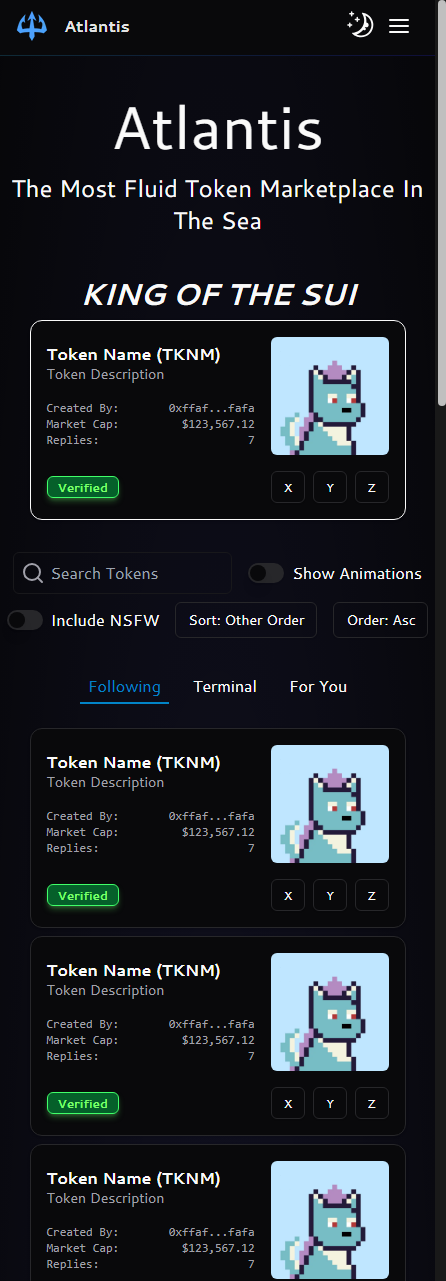 Atlantis
Atlantis
The Most Fluid Token Marketplace In
The Sea
KING OF THE SUI
Token Name (TKNM)
Token Description
Created By: 0xffaf...fafa
Market Cap: $123,567.12
Replies: 7
Verified X Y Z
Search Tokens Show Animations
Include NSFW Sort: Other Order Order: Asc
Following Terminal For You
Token Name (TKNM)
Token Description
Created By: 0xffaf...fafa
Market Cap: $123,567.12
Replies: 7
Verified X Y Z
Token Name (TKNM)
Token Description
Created By: 0xffaf...fafa
Market Cap: $123,567.12
Replies: 7
Verified X Y Z
Token Name (TKNM)
Token Description
Created By: 0xffaf...fafa
Market Cap: $123,567.12
Replies: 7